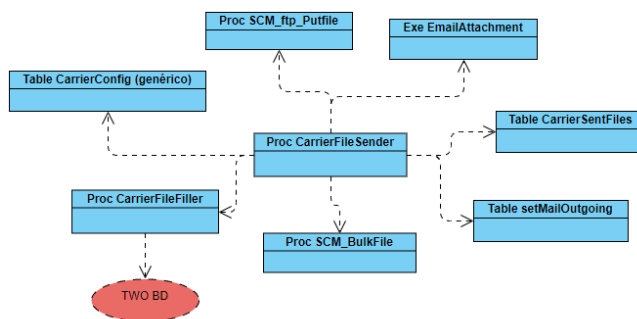 Proc SCM_ftp_Putfile
Exe EmailAttachment
Table CarrierConfig (genérico)
Table CarrierSentFiles
Proc CarrierFileSender
Proc CarrierFileFiller
Table setMailOutgoing
Proc SCM_BulkFile
TWO BD